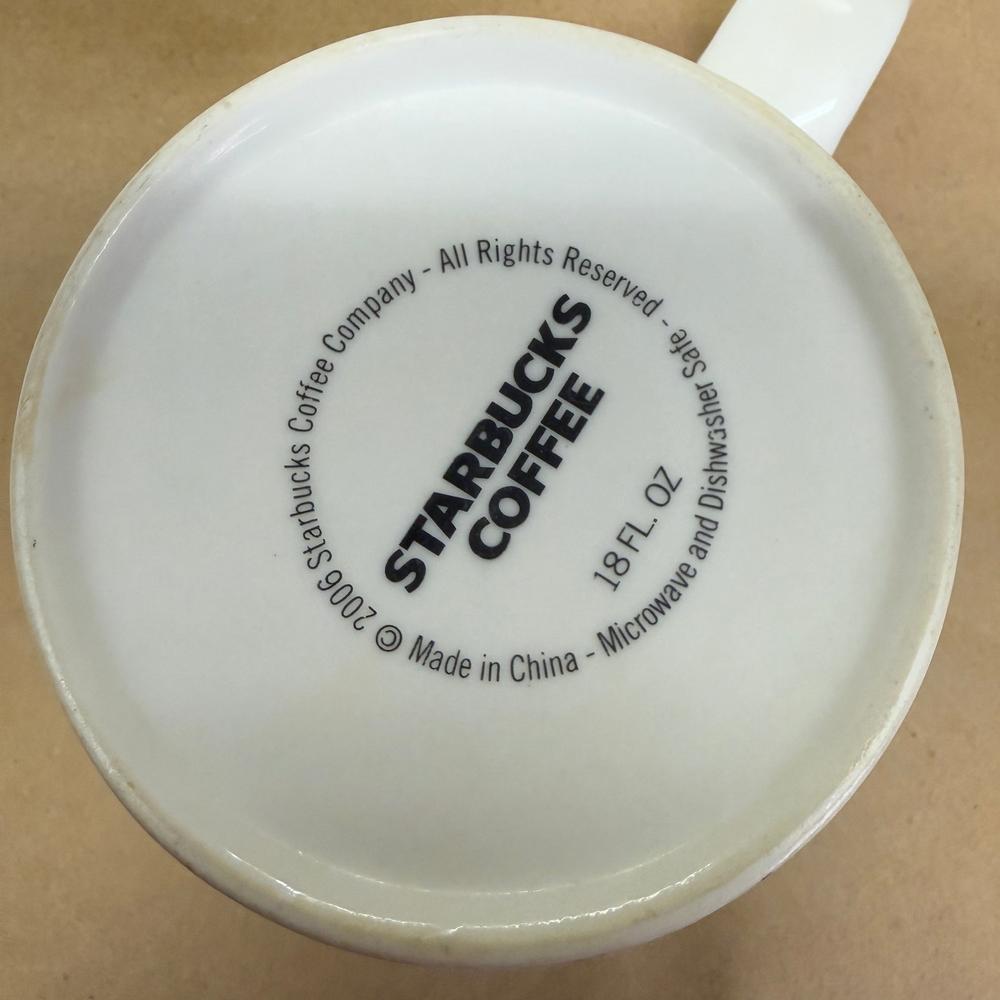 © 2006 Starbucks Coffee Company - All Rights Reserved - Made in China - Microwave and Dishwasher Safe -
STARBUCKS
COFFEE
18 FL. OZ